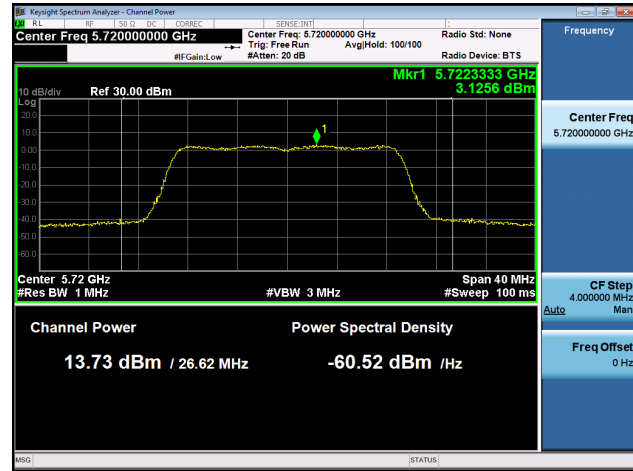 Keysight Spectrum Analyzer - Channel Power
RL RF 50 Ω DC CORREC SENSE:INT
Center Freq 5.720000000 GHz
Center Freq: 5.720000000 GHz Radio Std: None
Trig: Free Run Avg|Hold: 100/100
#IFGain:Low #Atten: 20 dB Radio Device: BTS
Mkr1 5.7223333 GHz
3.1256 dBm
10 dB/div Ref 30.00 dBm
Log
20.0
10.0
1
0.00
-10.0
-20.0
-30.0
-40.0
-50.0
-60.0
Center 5.72 GHz Span 40 MHz
#Res BW 1 MHz #VBW 3 MHz #Sweep 100 ms
Channel Power Power Spectral Density
13.73 dBm / 26.62 MHz -60.52 dBm /Hz
Frequency
Center Freq
5.720000000 GHz
CF Step
4.000000 MHz
Auto Man
Freq Offset
0 Hz
MSG STATUS